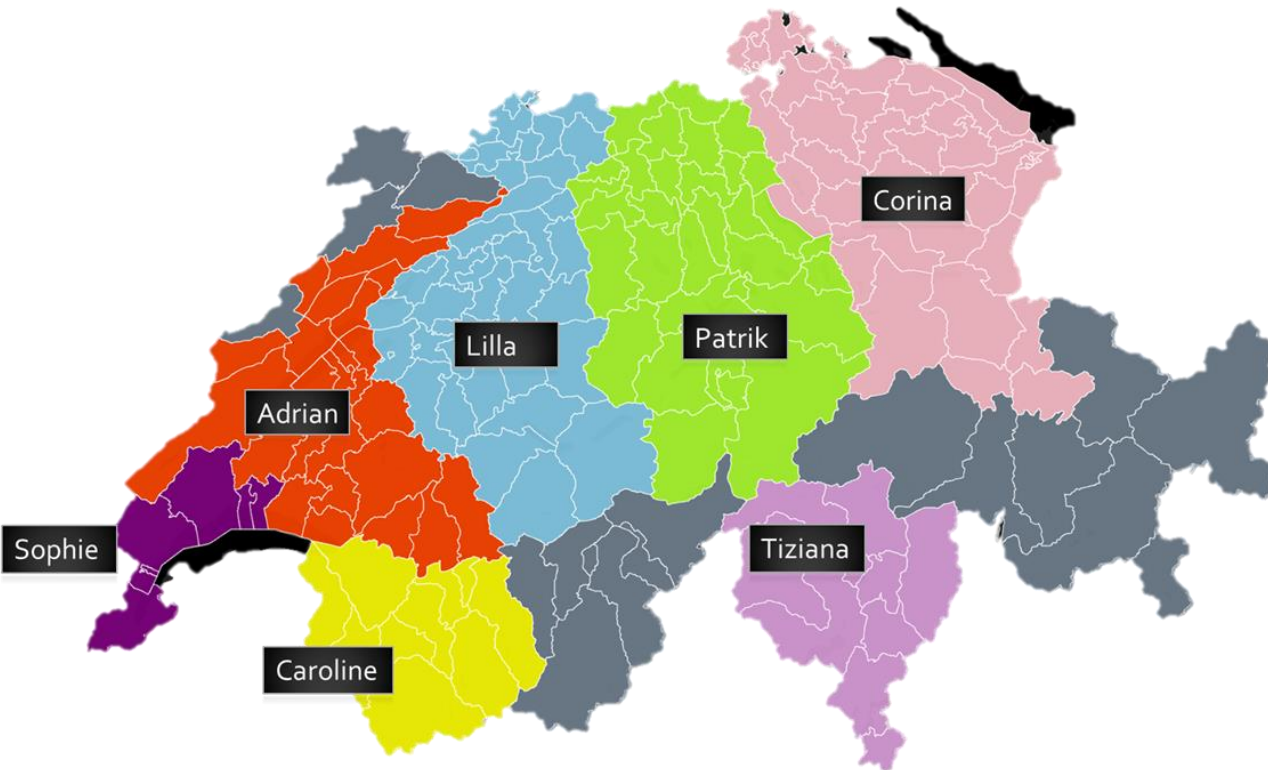 Corina
Lilla
Patrik
Adrian
Sophie
Tiziana
Caroline